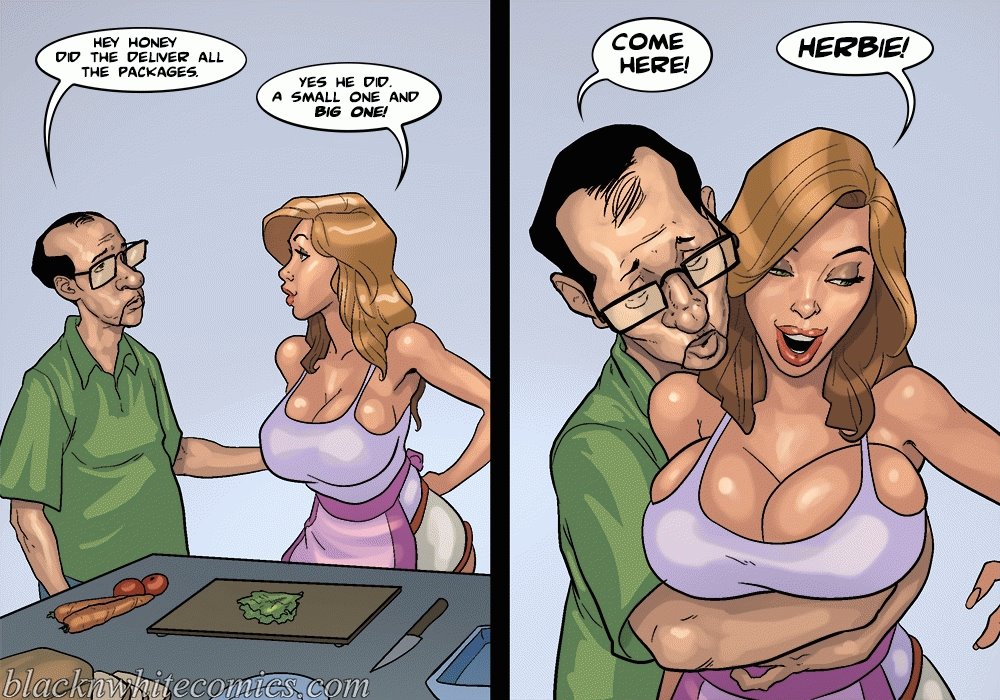 HEY HONEY
DID THE DELIVER ALL
THE PACKAGES.
YES HE DID.
A SMALL ONE AND
BIG ONE!
COME
HERE!
HERBIE!
blacknwhitecomics.com